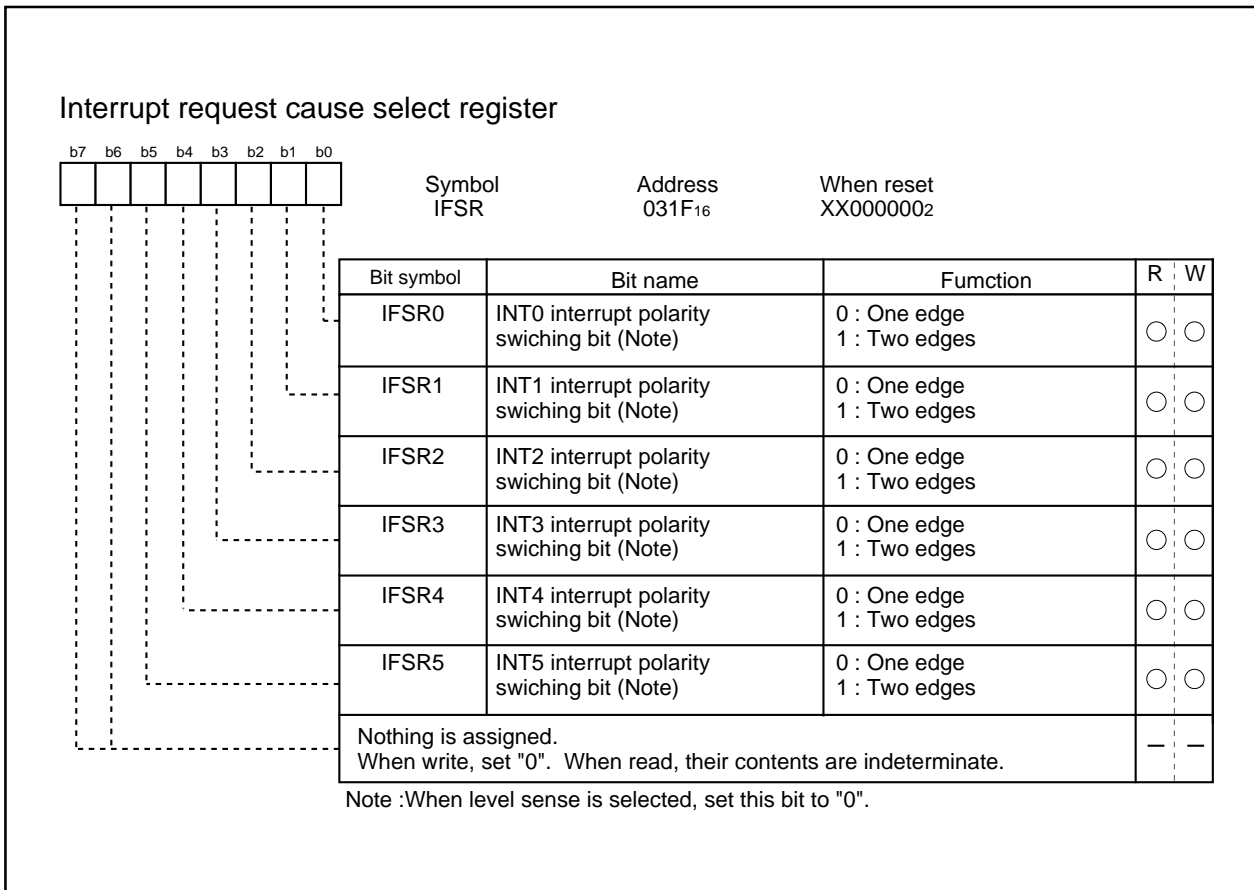 Interrupt request cause select register
b7 b6 b5 b4 b3 b2 b1 b0
Symbol Address When reset
IFSR 031F16 XX0000002
Bit symbol Bit name Fumction R W
IFSR0 INT0 interrupt polarity 0 : One edge
swiching bit (Note) 1 : Two edges
IFSR1 INT1 interrupt polarity 0 : One edge
swiching bit (Note) 1 : Two edges
IFSR2 INT2 interrupt polarity 0 : One edge
swiching bit (Note) 1 : Two edges
IFSR3 INT3 interrupt polarity 0 : One edge
swiching bit (Note) 1 : Two edges
IFSR4 INT4 interrupt polarity 0 : One edge
swiching bit (Note) 1 : Two edges
IFSR5 INT5 interrupt polarity 0 : One edge
swiching bit (Note) 1 : Two edges
Nothing is assigned.
When write, set "0". When read, their contents are indeterminate. – –
Note :When level sense is selected, set this bit to "0".